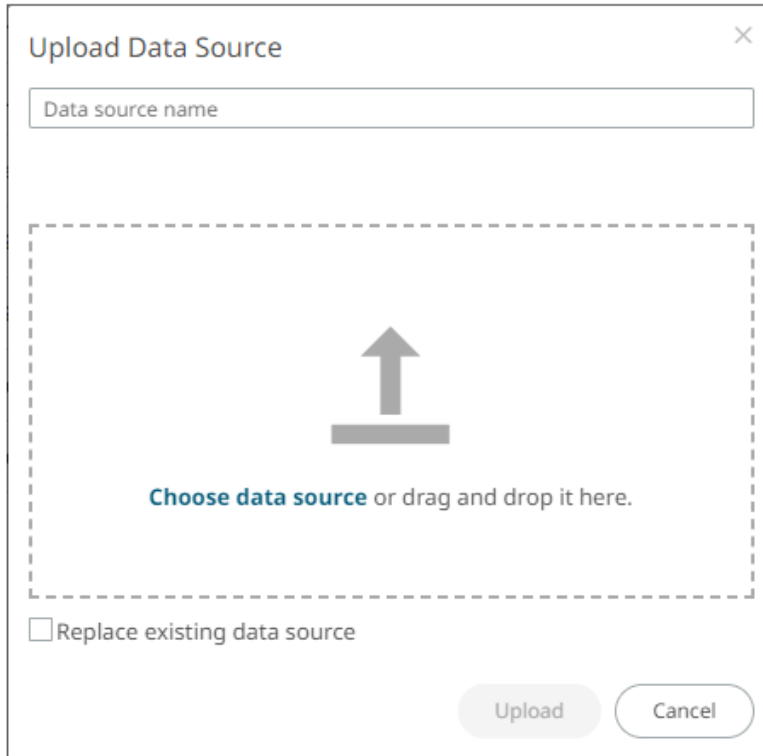 Upload Data Source
Data source name
Choose data source or drag and drop it here.
Replace existing data source
Upload
Cancel